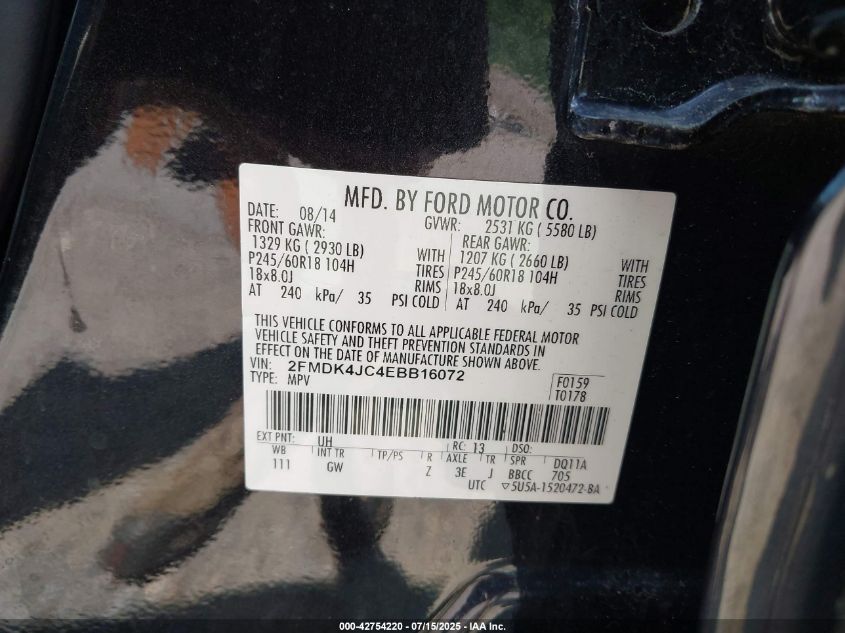 MFD. BY FORD MOTOR CO.
DATE: 08/14 GVWR: 2531 KG ( 5580 LB)
FRONT GAWR: REAR GAWR:
1329 KG ( 2930 LB) WITH 1207 KG ( 2660 LB) WITH
P245/60R18 104H TIRES P245/60R18 104H TIRES
18x8.0J RIMS 18x8.0J RIMS
AT 240 kPa/ 35 PSI COLD AT 240 kPa/ 35 PSI COLD
THIS VEHICLE CONFORMS TO ALL APPLICABLE FEDERAL MOTOR
VEHICLE SAFETY AND THEFT PREVENTION STANDARDS IN
EFFECT ON THE DATE OF MANUFACTURE SHOWN ABOVE.
VIN: 2FMDK4JC4EBB16072 F0159
TYPE: MPV T0178
EXT PNT: UH RC: 13 DSO:
WB INT TR TP/PS R AXLE TR SPR DQ11A
111 GW Z 3E J BBCC 705
UTC ▽5U5A-1520472-BA
000-42754220 - 07/15/2025 - IAA Inc.